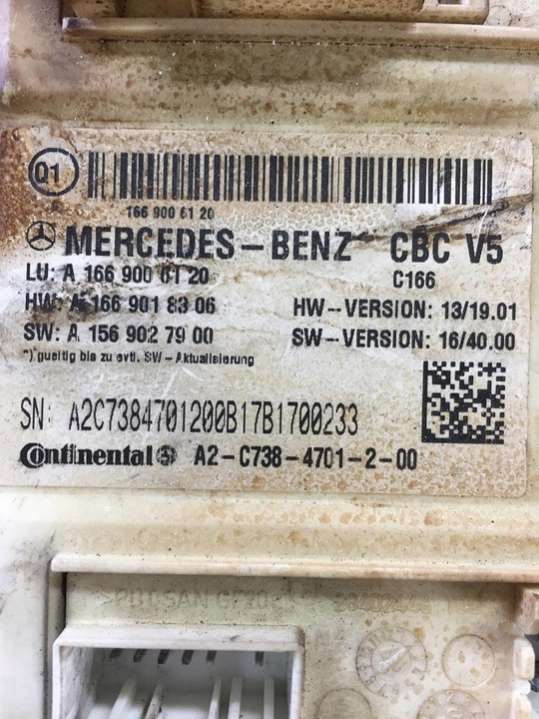 01
166 900 61 20
MERCEDES-BENZ CBC V5
LU: A 166 900 61 20 C166
HW: A 166 901 83 06 HW-VERSION: 13/19.01
SW: A 156 902 79 00 SW-VERSION: 16/40.00
*) gueltig bis zu evtl. SW-Aktualisierung
SN: A2C7384701200B17B1700233
Continental A2-C738-4701-2-00